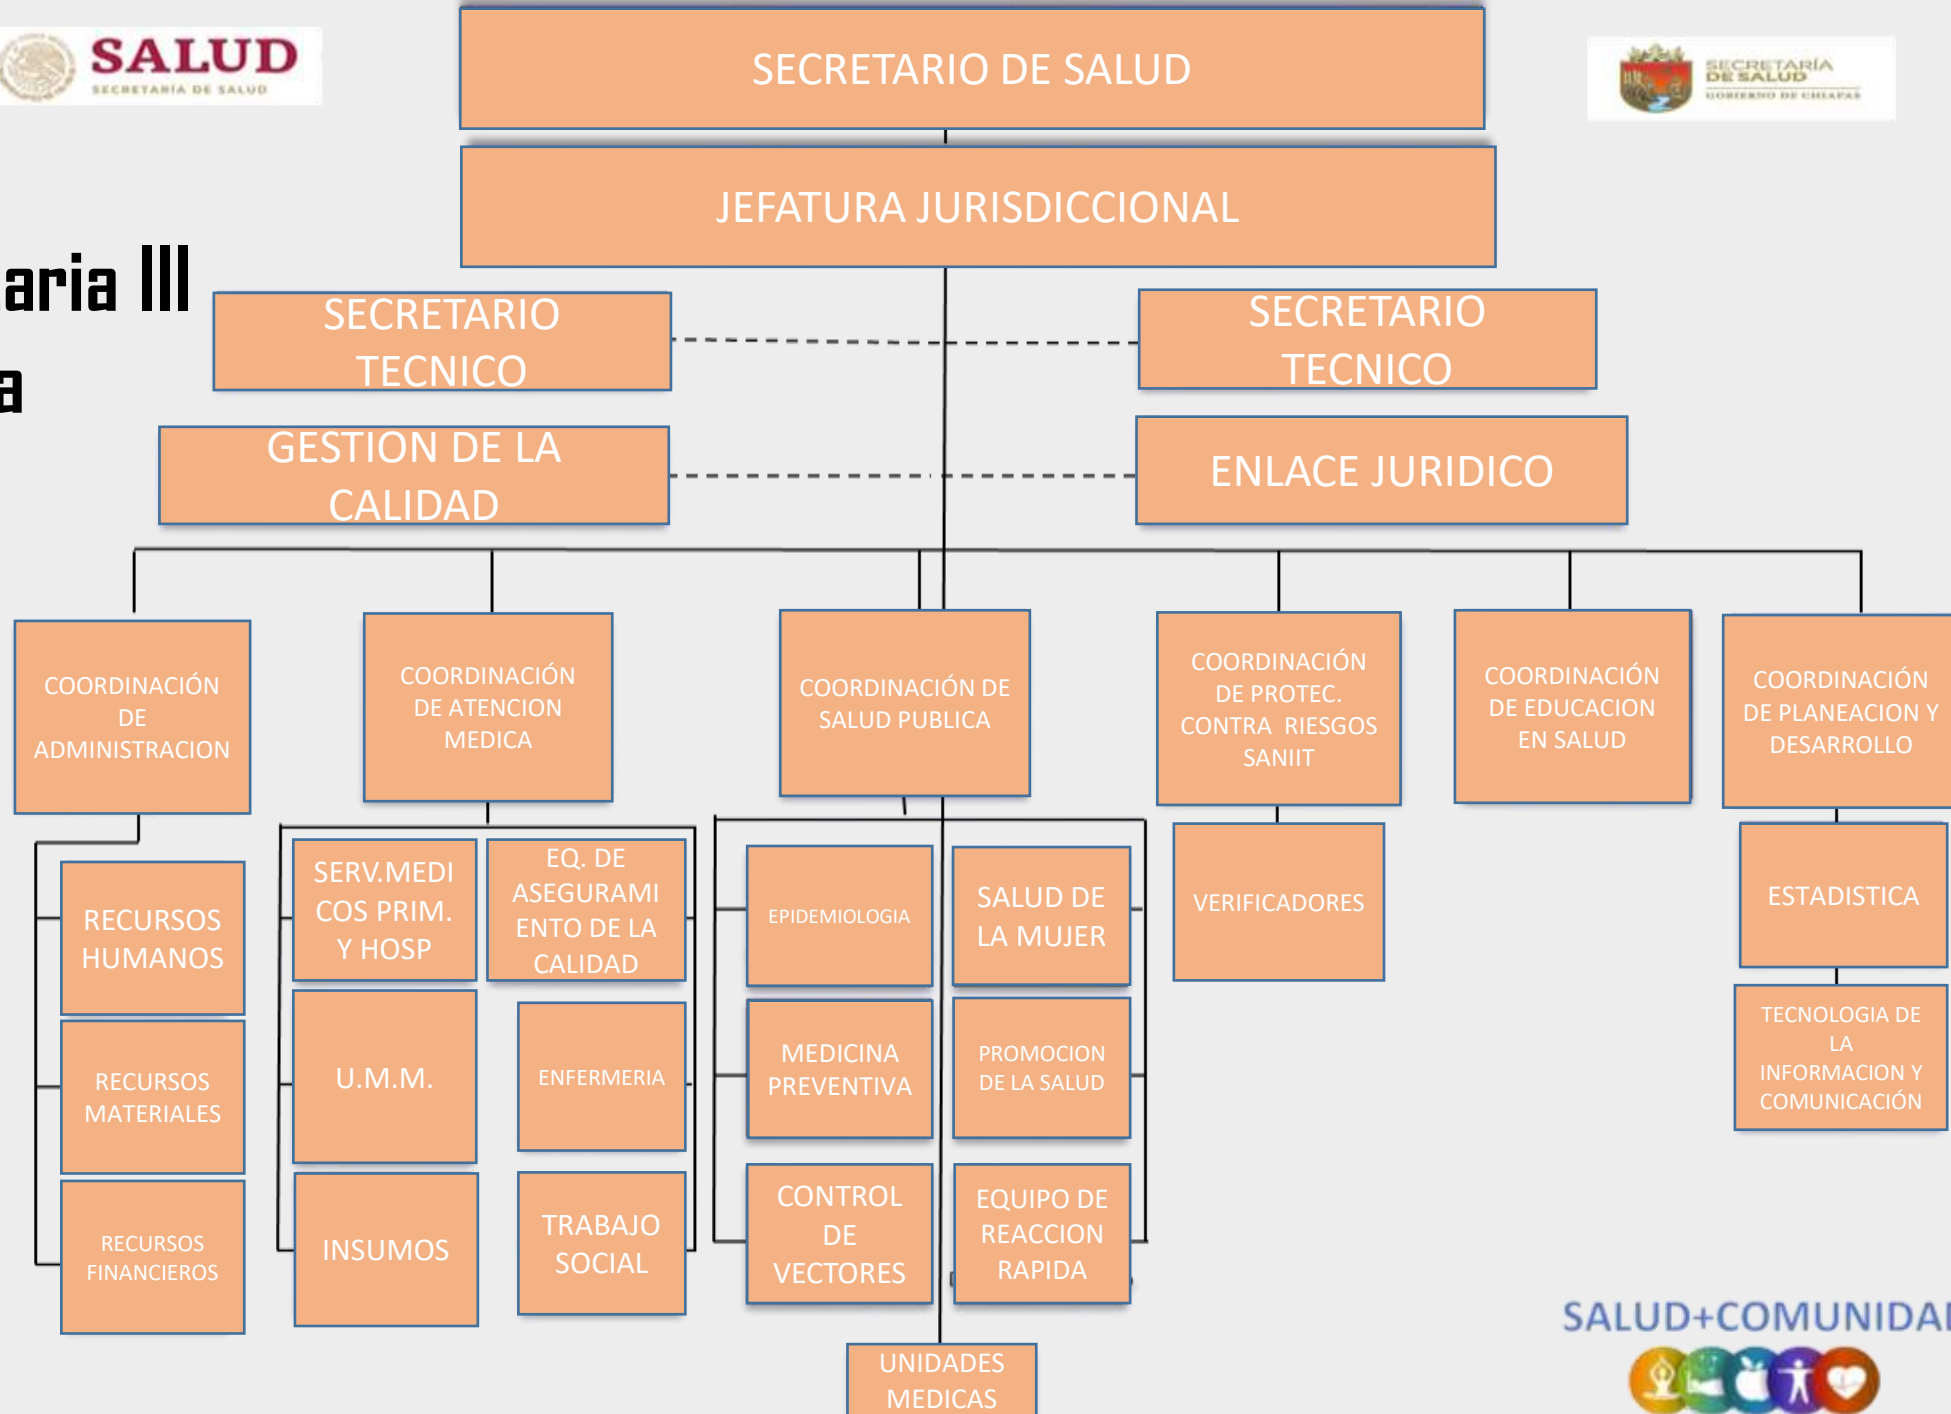 SALUD
SECRETARÍA DE SALUD
SECRETARIO DE SALUD
SECRETARÍA
DE SALUD
GOBIERNO DE CHIAPAS
JEFATURA JURISDICCIONAL
aria III
a
SECRETARIO
TECNICO
SECRETARIO
TECNICO
GESTION DE LA
CALIDAD
ENLACE JURIDICO
COORDINACIÓN
DE
ADMINISTRACION
COORDINACIÓN
DE ATENCION
MEDICA
COORDINACIÓN DE
SALUD PUBLICA
COORDINACIÓN
DE PROTEC.
CONTRA RIESGOS
SANIIT
COORDINACIÓN
DE EDUCACION
EN SALUD
COORDINACIÓN
DE PLANEACION Y
DESARROLLO
RECURSOS
HUMANOS
RECURSOS
MATERIALES
RECURSOS
FINANCIEROS
SERV.MEDI
COS PRIM.
Y HOSP
EQ. DE
ASEGURAMI
ENTO DE LA
CALIDAD
U.M.M.
ENFERMERIA
INSUMOS
TRABAJO
SOCIAL
EPIDEMIOLOGIA
SALUD DE
LA MUJER
MEDICINA
PREVENTIVA
PROMOCION
DE LA SALUD
CONTROL
DE
VECTORES
EQUIPO DE
REACCION
RAPIDA
VERIFICADORES
ESTADISTICA
TECNOLOGIA DE
LA
INFORMACION Y
COMUNICACIÓN
UNIDADES
MEDICAS
SALUD+COMUNIDAD